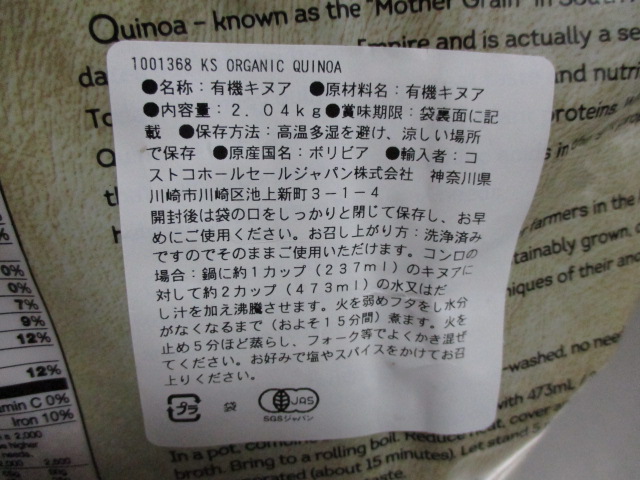 Quinoa – known as the "Mother Grain" in South
Empire and is actually a se
and nutri
proteins
farmers in the
tainably grown,
niques of their and
-washed, no need
with 473mL
In a pot, combine
broth. Bring to a rolling boil. Reduce heat, cover a
(about 15 minutes). Let stand 5
1001368 KS ORGANIC QUINOA
●名称：有機キヌア ●原材料名：有機キヌア
●内容量：２．０４ｋｇ●賞味期限：袋裏面に記
載 ●保存方法：高温多湿を避け、涼しい場所
で保存 ●原産国名：ボリビア ●輸入者：コ
ストコホールセールジャパン株式会社 神奈川県
川崎市川崎区池上新町３－１－４
開封後は袋の口をしっかりと閉じて保存し、お早
めにご使用ください。お召し上がり方：洗浄済み
ですのでそのままご使用いただけます。コンロの
場合：鍋に約１カップ（２３７ｍｌ）のキヌアに
対して約２カップ（４７３ｍｌ）の水又はだ
し汁を加え沸騰させます。火を弱めフタをし水分
がなくなるまで（およそ１５分間）煮ます。火を
止め５分ほど蒸らし、フォーク等でよくかき混ぜ
てください。お好みで塩やスパイスをかけてお召
上りください。
プラ 袋 JAS
SGSジャパン
0%
0%
0%
7%
9%
12%
12%
min C 0%
Iron 10%